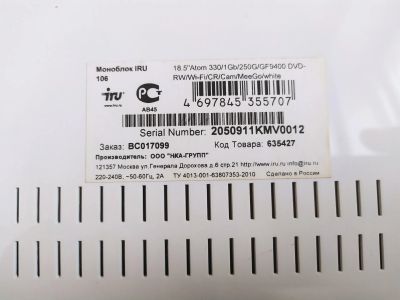 Моноблок IRU
106
18.5"Atom 330/1Gb/250G/GF9400 DVD-
RW/Wi-Fi/CR/Cam/MeeGo/white
iru
www.iru.ru
РСТ
АВ45
4 697845 355707
Serial Number: 2050911KMV0012
Заказ: BC017099
Код Товара: 635427
Производитель: ООО "НКА-ГРУПП"
121357 Москва ул.Генерала Дорохова д.6 стр.21 http://www.iru.ru info@iru.ru
220-240В, ~50-60Гц, 2А
ТУ 4013-001-63807353-2010